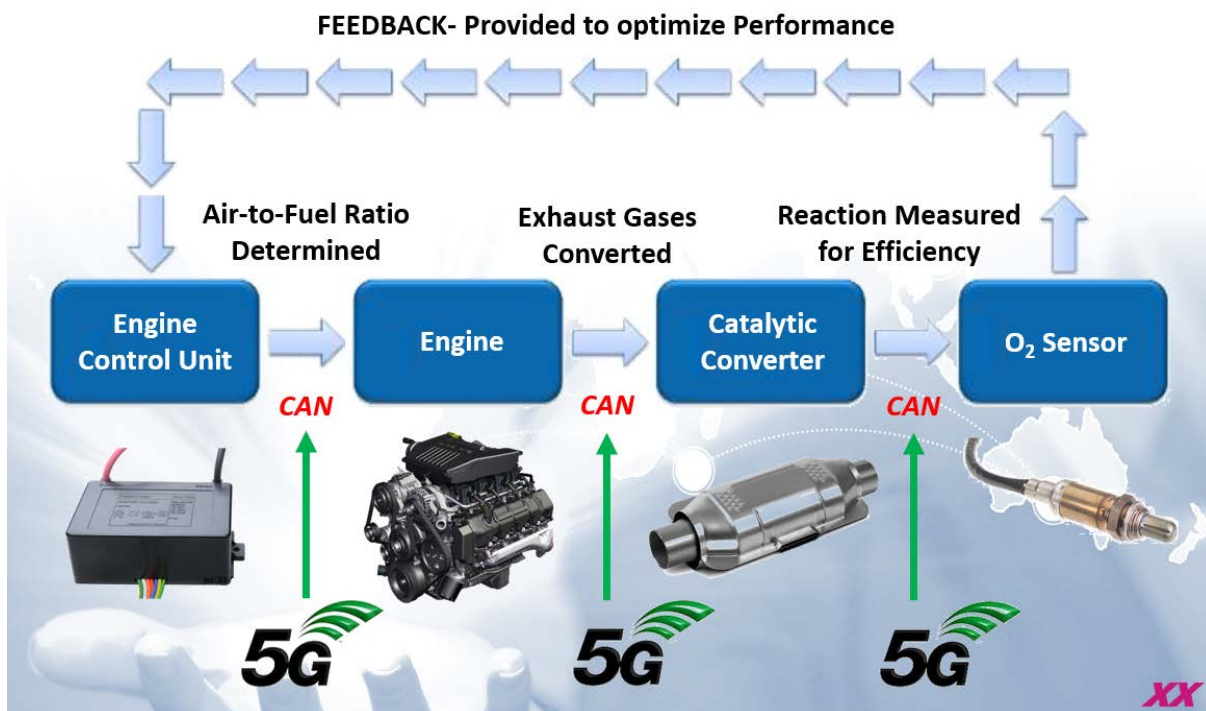 FEEDBACK- Provided to optimize Performance
Air-to-Fuel Ratio
Determined
Exhaust Gases
Converted
Reaction Measured
for Efficiency
Engine
Control Unit
Engine
Catalytic
Converter
O₂ Sensor
CAN
CAN
CAN
5G
5G
5G
XX